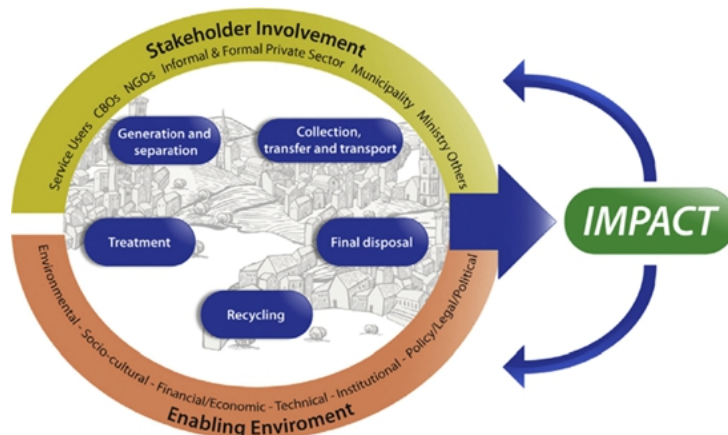 Stakeholder Involvement
Service Users CBOs NGOs Informal & Formal Private Sector Municipality Ministry Others
Generation and
separation
Collection,
transfer and transport
Treatment
Final disposal
Recycling
Environmental - Socio-cultural - Financial/Economic - Technical - Institutional - Policy/Legal/Political
Enabling Enviroment
IMPACT